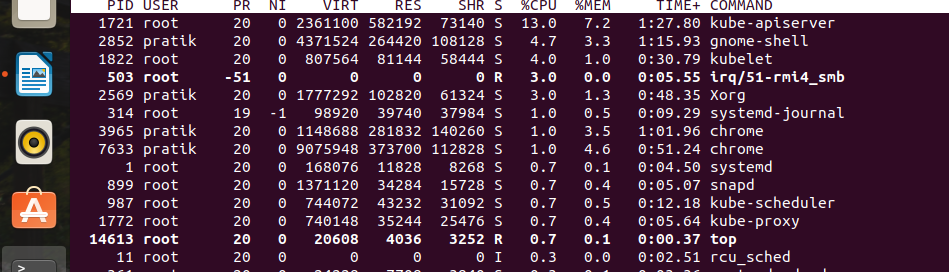 PID USER PR NI VIRT RES SHR S %CPU %MEM TIME+ COMMAND
1721 root 20 0 2361100 582192 73140 S 13.0 7.2 1:27.80 kube-apiserver
2852 pratik 20 0 4371524 264420 108128 S 4.7 3.3 1:15.93 gnome-shell
1822 root 20 0 807564 81144 58444 S 4.0 1.0 0:30.79 kubelet
503 root -51 0 0 0 0 R 3.0 0.0 0:05.55 irq/51-rmi4_smb
2569 pratik 20 0 1777292 102820 61324 S 3.0 1.3 0:48.35 Xorg
314 root 19 -1 98920 39740 37984 S 1.0 0.5 0:09.29 systemd-journal
3965 pratik 20 0 1148688 281832 140260 S 1.0 3.5 1:01.96 chrome
7633 pratik 20 0 9075948 373700 112828 S 1.0 4.6 0:51.24 chrome
1 root 20 0 168076 11828 8268 S 0.7 0.1 0:04.50 systemd
899 root 20 0 1371120 34284 15728 S 0.7 0.4 0:05.07 snapd
987 root 20 0 744072 43232 31092 S 0.7 0.5 0:12.18 kube-scheduler
1772 root 20 0 740148 35244 25476 S 0.7 0.4 0:05.64 kube-proxy
14613 root 20 0 20608 4036 3252 R 0.7 0.1 0:00.37 top
11 root 20 0 0 0 0 I 0.3 0.0 0:02.51 rcu_sched